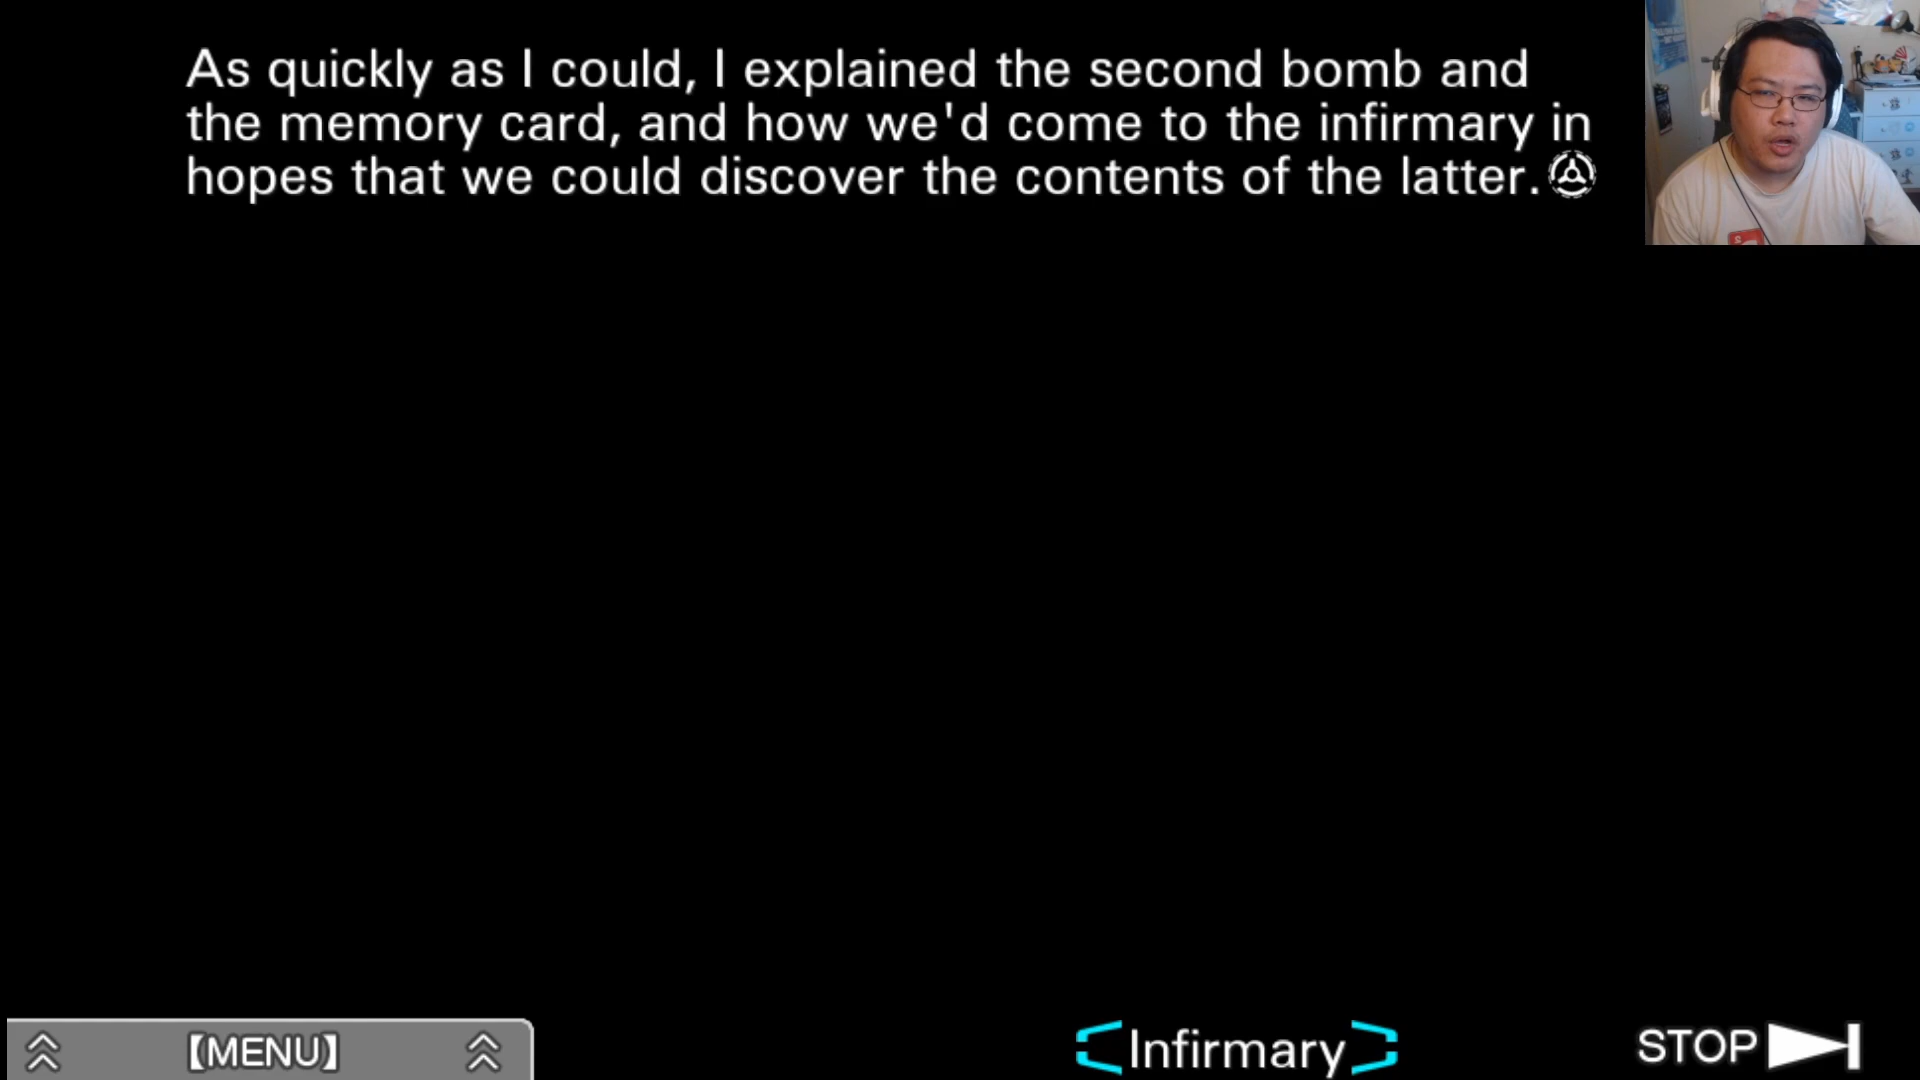 As quickly as I could, I explained the second bomb and
the memory card, and how we'd come to the infirmary in
hopes that we could discover the contents of the latter.
【MENU】
Infirmary
STOP